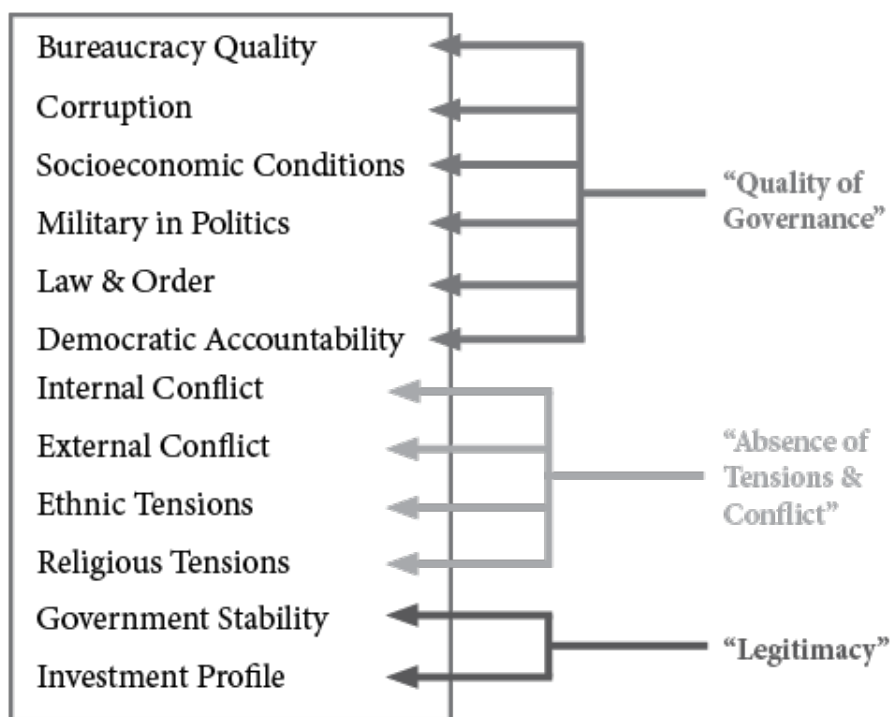 Bureaucracy Quality
Corruption
Socioeconomic Conditions
Military in Politics
Law & Order
Democratic Accountability
Internal Conflict
External Conflict
Ethnic Tensions
Religious Tensions
Government Stability
Investment Profile
“Quality of
Governance”
“Absence of
Tensions &
Conflict”
“Legitimacy”